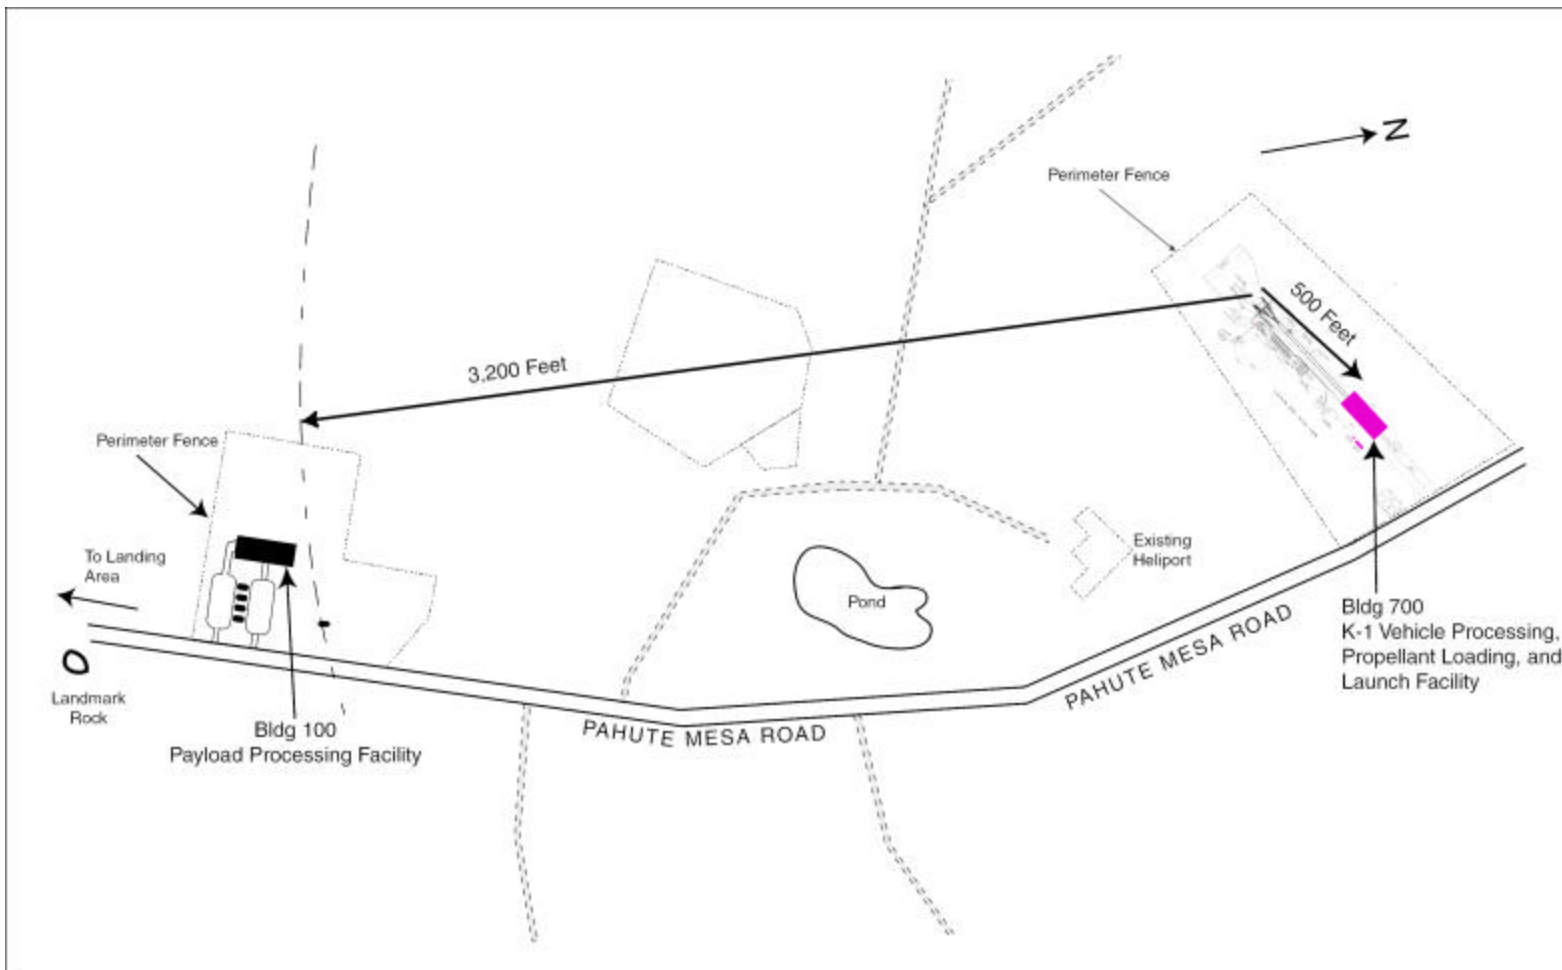 N
Perimeter Fence
500 Feet
3,200 Feet
Perimeter Fence
To Landing
Area
Existing
Heliport
Pond
Landmark
Rock
Bldg 100
Payload Processing Facility
PAHUTE MESA ROAD
PAHUTE MESA ROAD
Bldg 700
K-1 Vehicle Processing,
Propellant Loading, and
Launch Facility